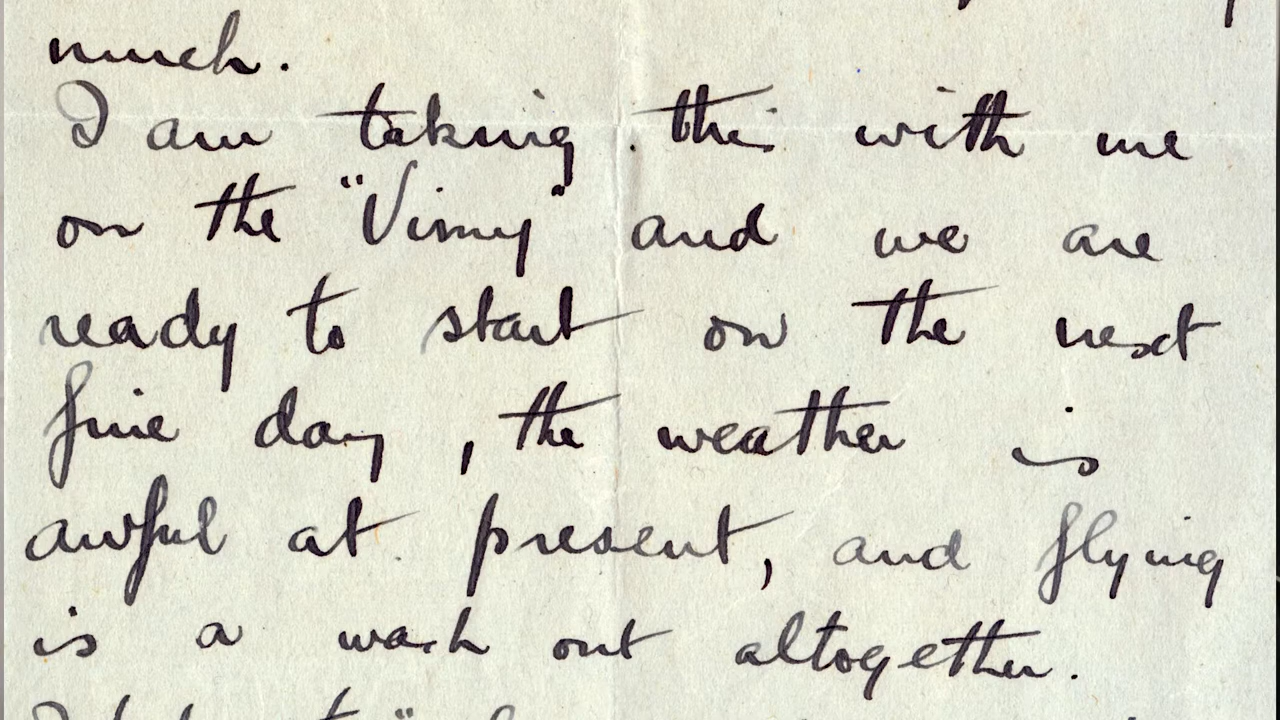 much.
I am taking this with me
on the "Vimy" and we are
ready to start on the next
fine day, the weather is
awful at present, and flying
is a wash out altogether.